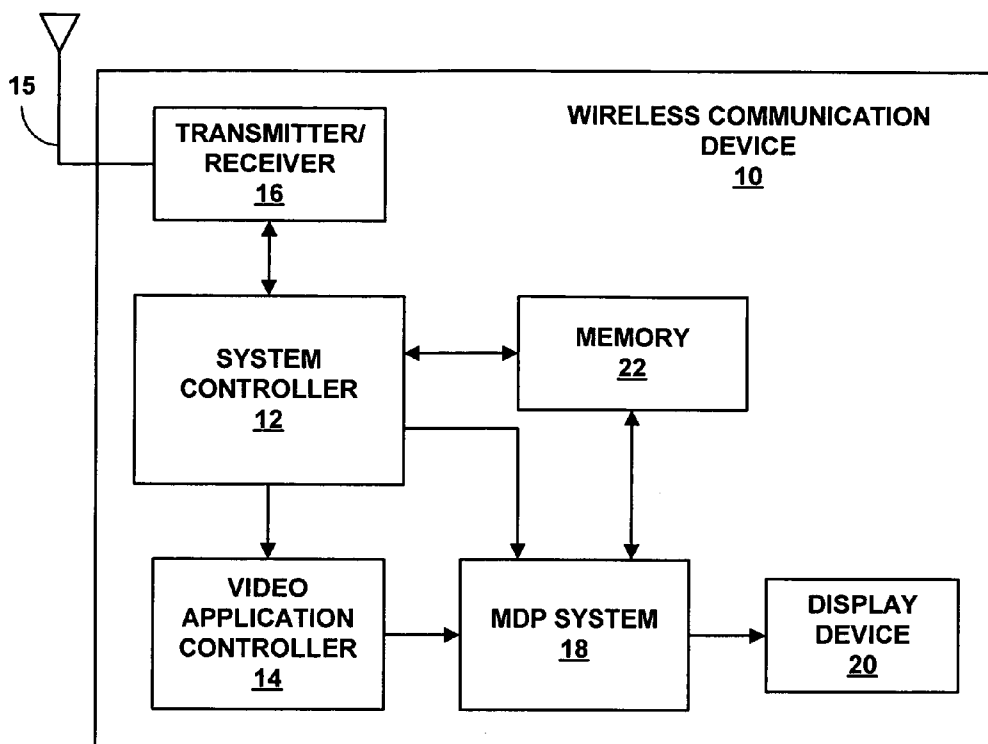 15
WIRELESS COMMUNICATION
DEVICE
10
TRANSMITTER/
RECEIVER
16
SYSTEM
CONTROLLER
12
MEMORY
22
VIDEO
APPLICATION
CONTROLLER
14
MDP SYSTEM
18
DISPLAY
DEVICE
20